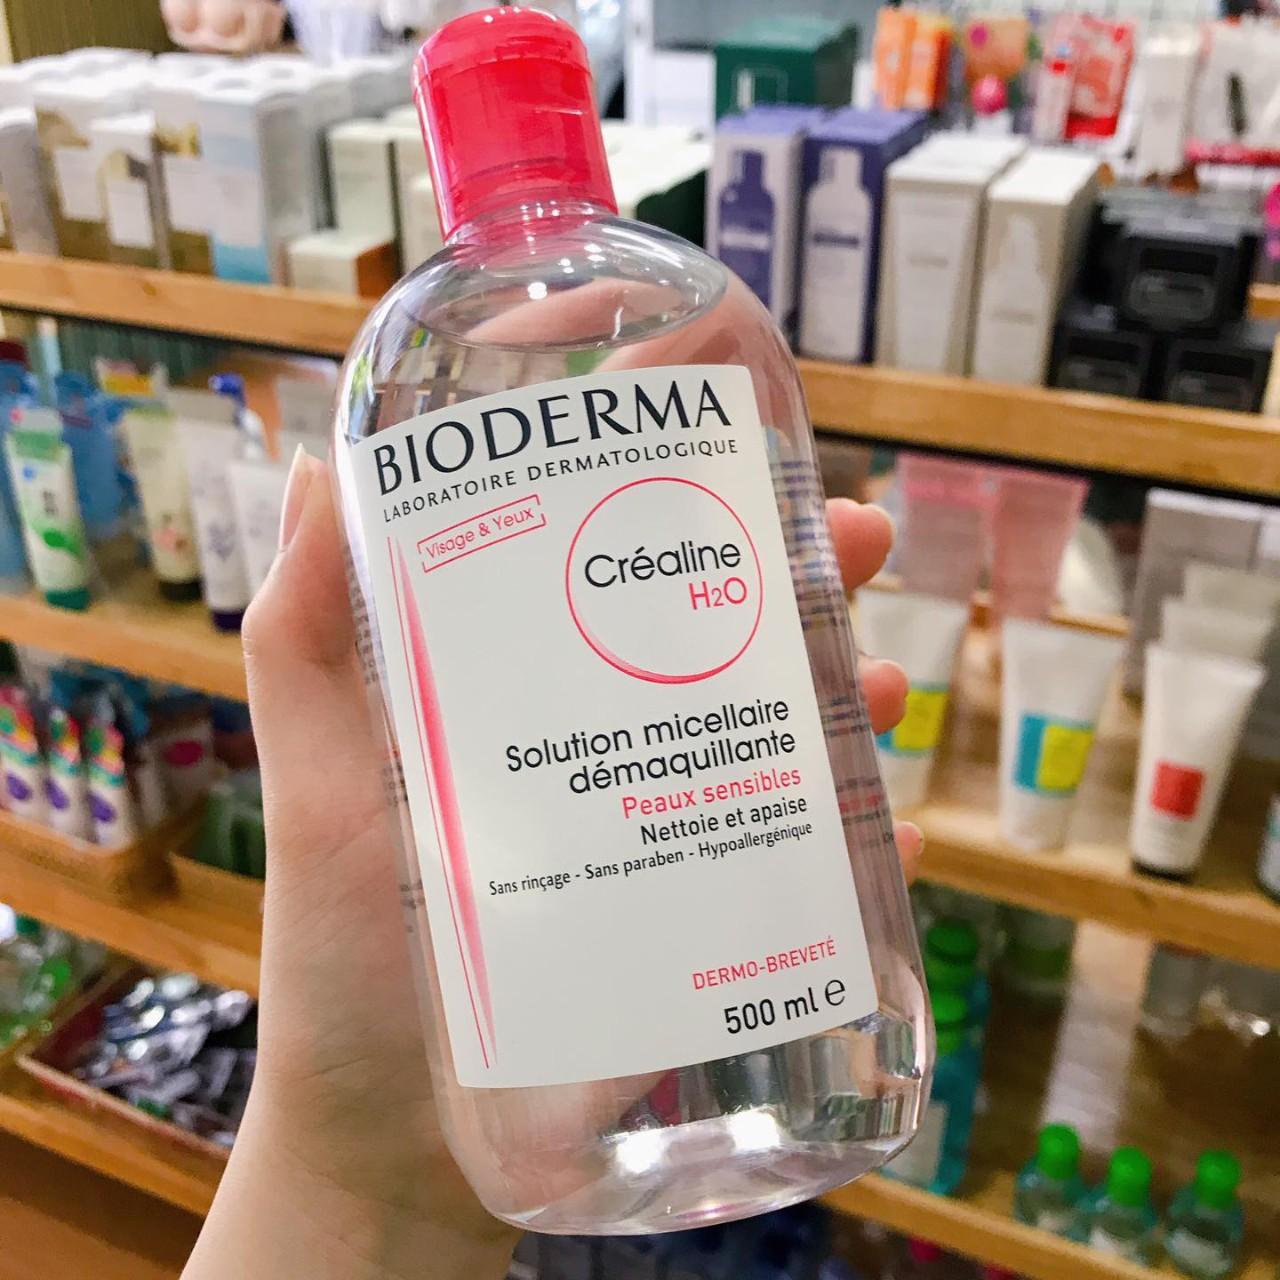 BIODERMA
LABORATOIRE DERMATOLOGIQUE
Visage & Yeux
Créaline
H2O
Solution micellaire
démaquillante
Peaux sensibles
Nettoie et apaise
Sans rinçage - Sans paraben - Hypoallergénique
DERMO-BREVETÉ
500 ml ℮